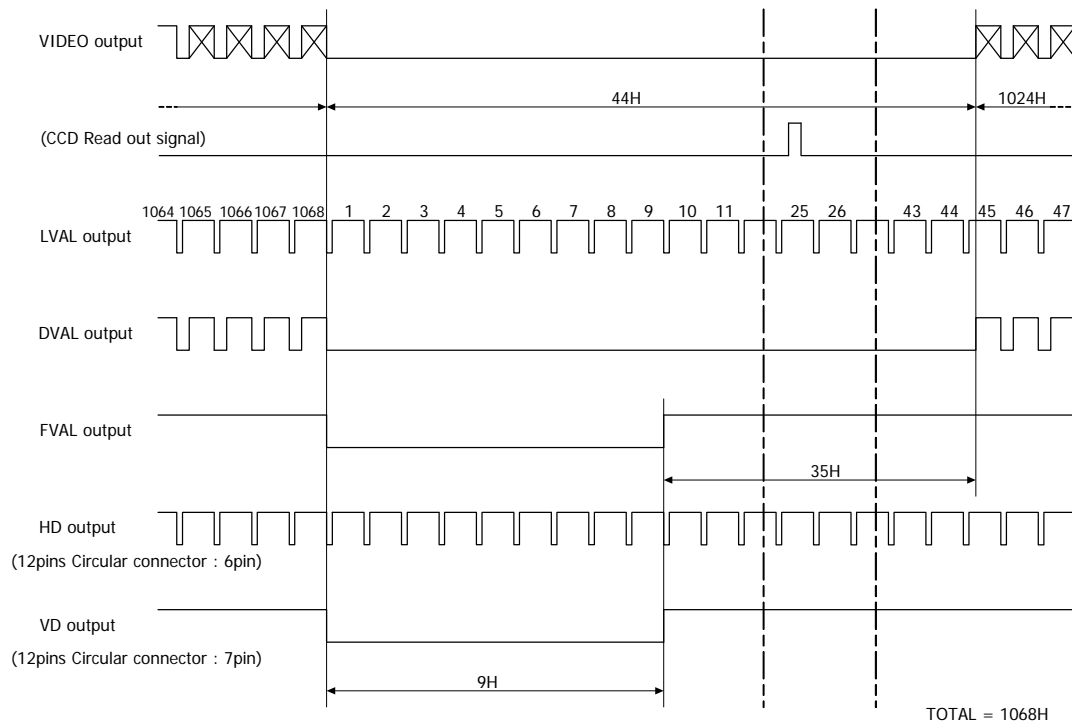 VIDEO output
44H
1024H
(CCD Read out signal)
1064 1065 1066 1067 1068 1 2 3 4 5 6 7 8 9 10 11 25 26 43 44 45 46 47
LVAL output
DVAL output
FVAL output
35H
HD output
(12pins Circular connector : 6pin)
VD output
(12pins Circular connector : 7pin)
9H
TOTAL = 1068H